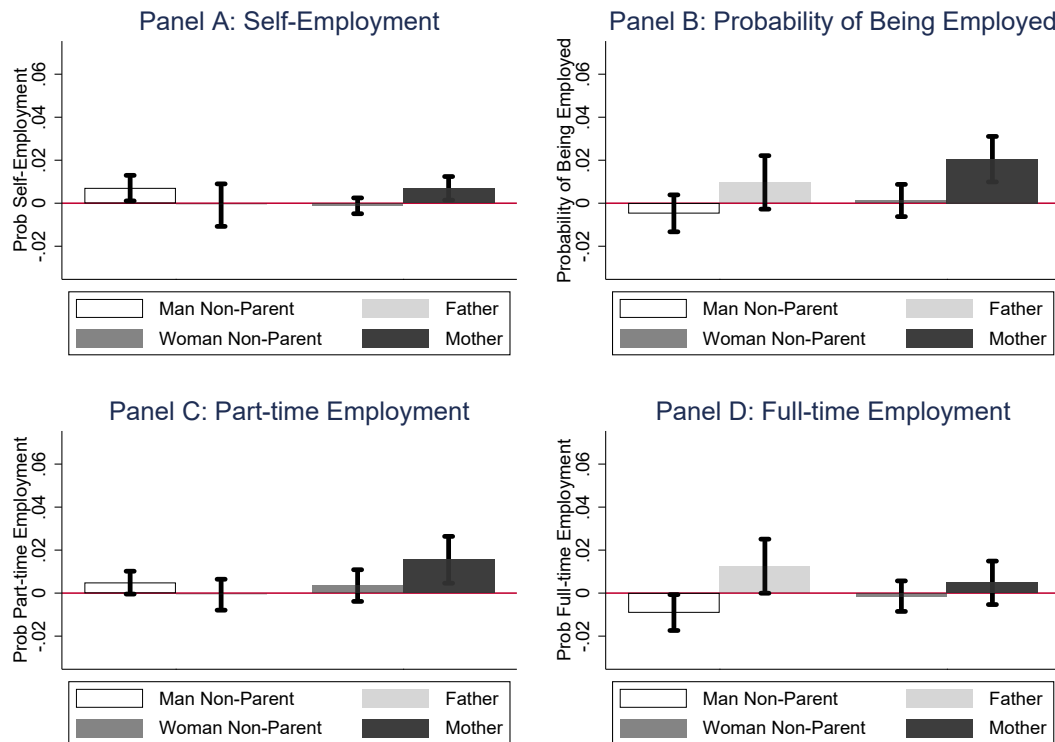 Panel A: Self-Employment
Prob Self-Employment
-.02 0 .02 .04 .06
Man Non-Parent Father
Woman Non-Parent Mother
Panel B: Probability of Being Employed
Probability of Being Employed
-.02 0 .02 .04 .06
Man Non-Parent Father
Woman Non-Parent Mother
Panel C: Part-time Employment
Prob Part-time Employment
-.02 0 .02 .04 .06
Man Non-Parent Father
Woman Non-Parent Mother
Panel D: Full-time Employment
Prob Full-time Employment
-.02 0 .02 .04 .06
Man Non-Parent Father
Woman Non-Parent Mother